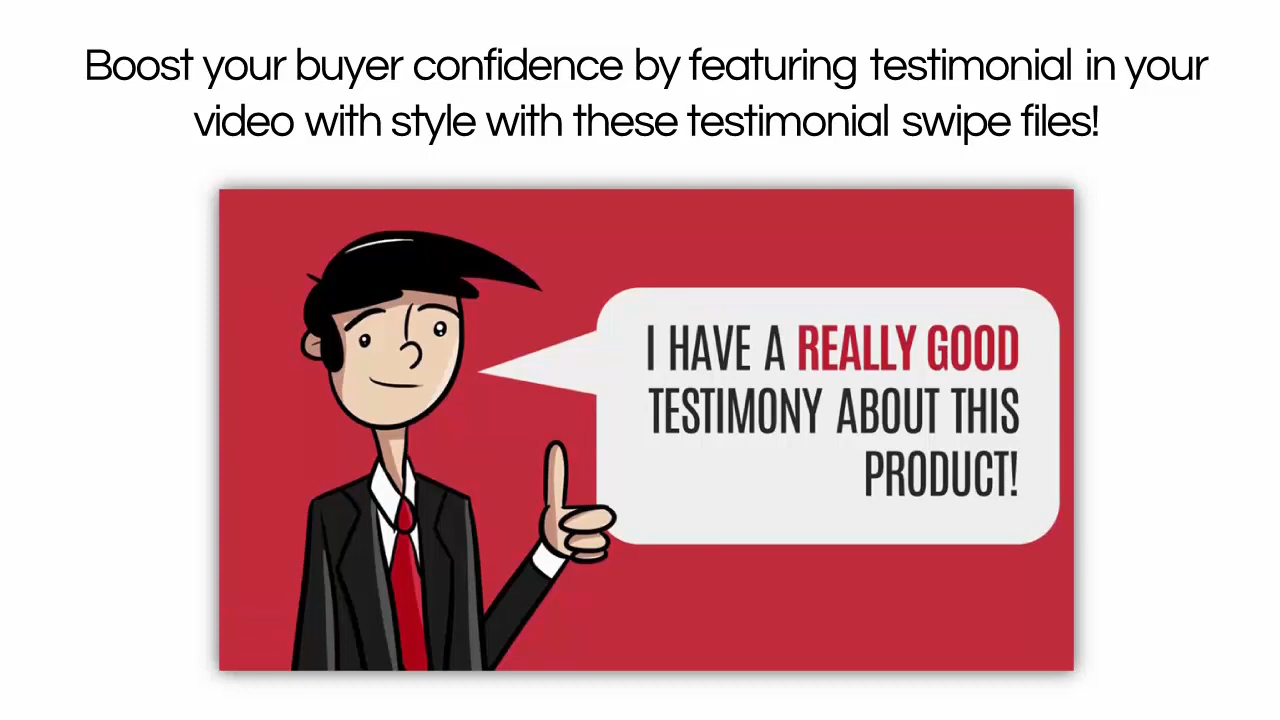 Boost your buyer confidence by featuring testimonial in your
video with style with these testimonial swipe files!
I HAVE A REALLY GOOD
TESTIMONY ABOUT THIS
PRODUCT!